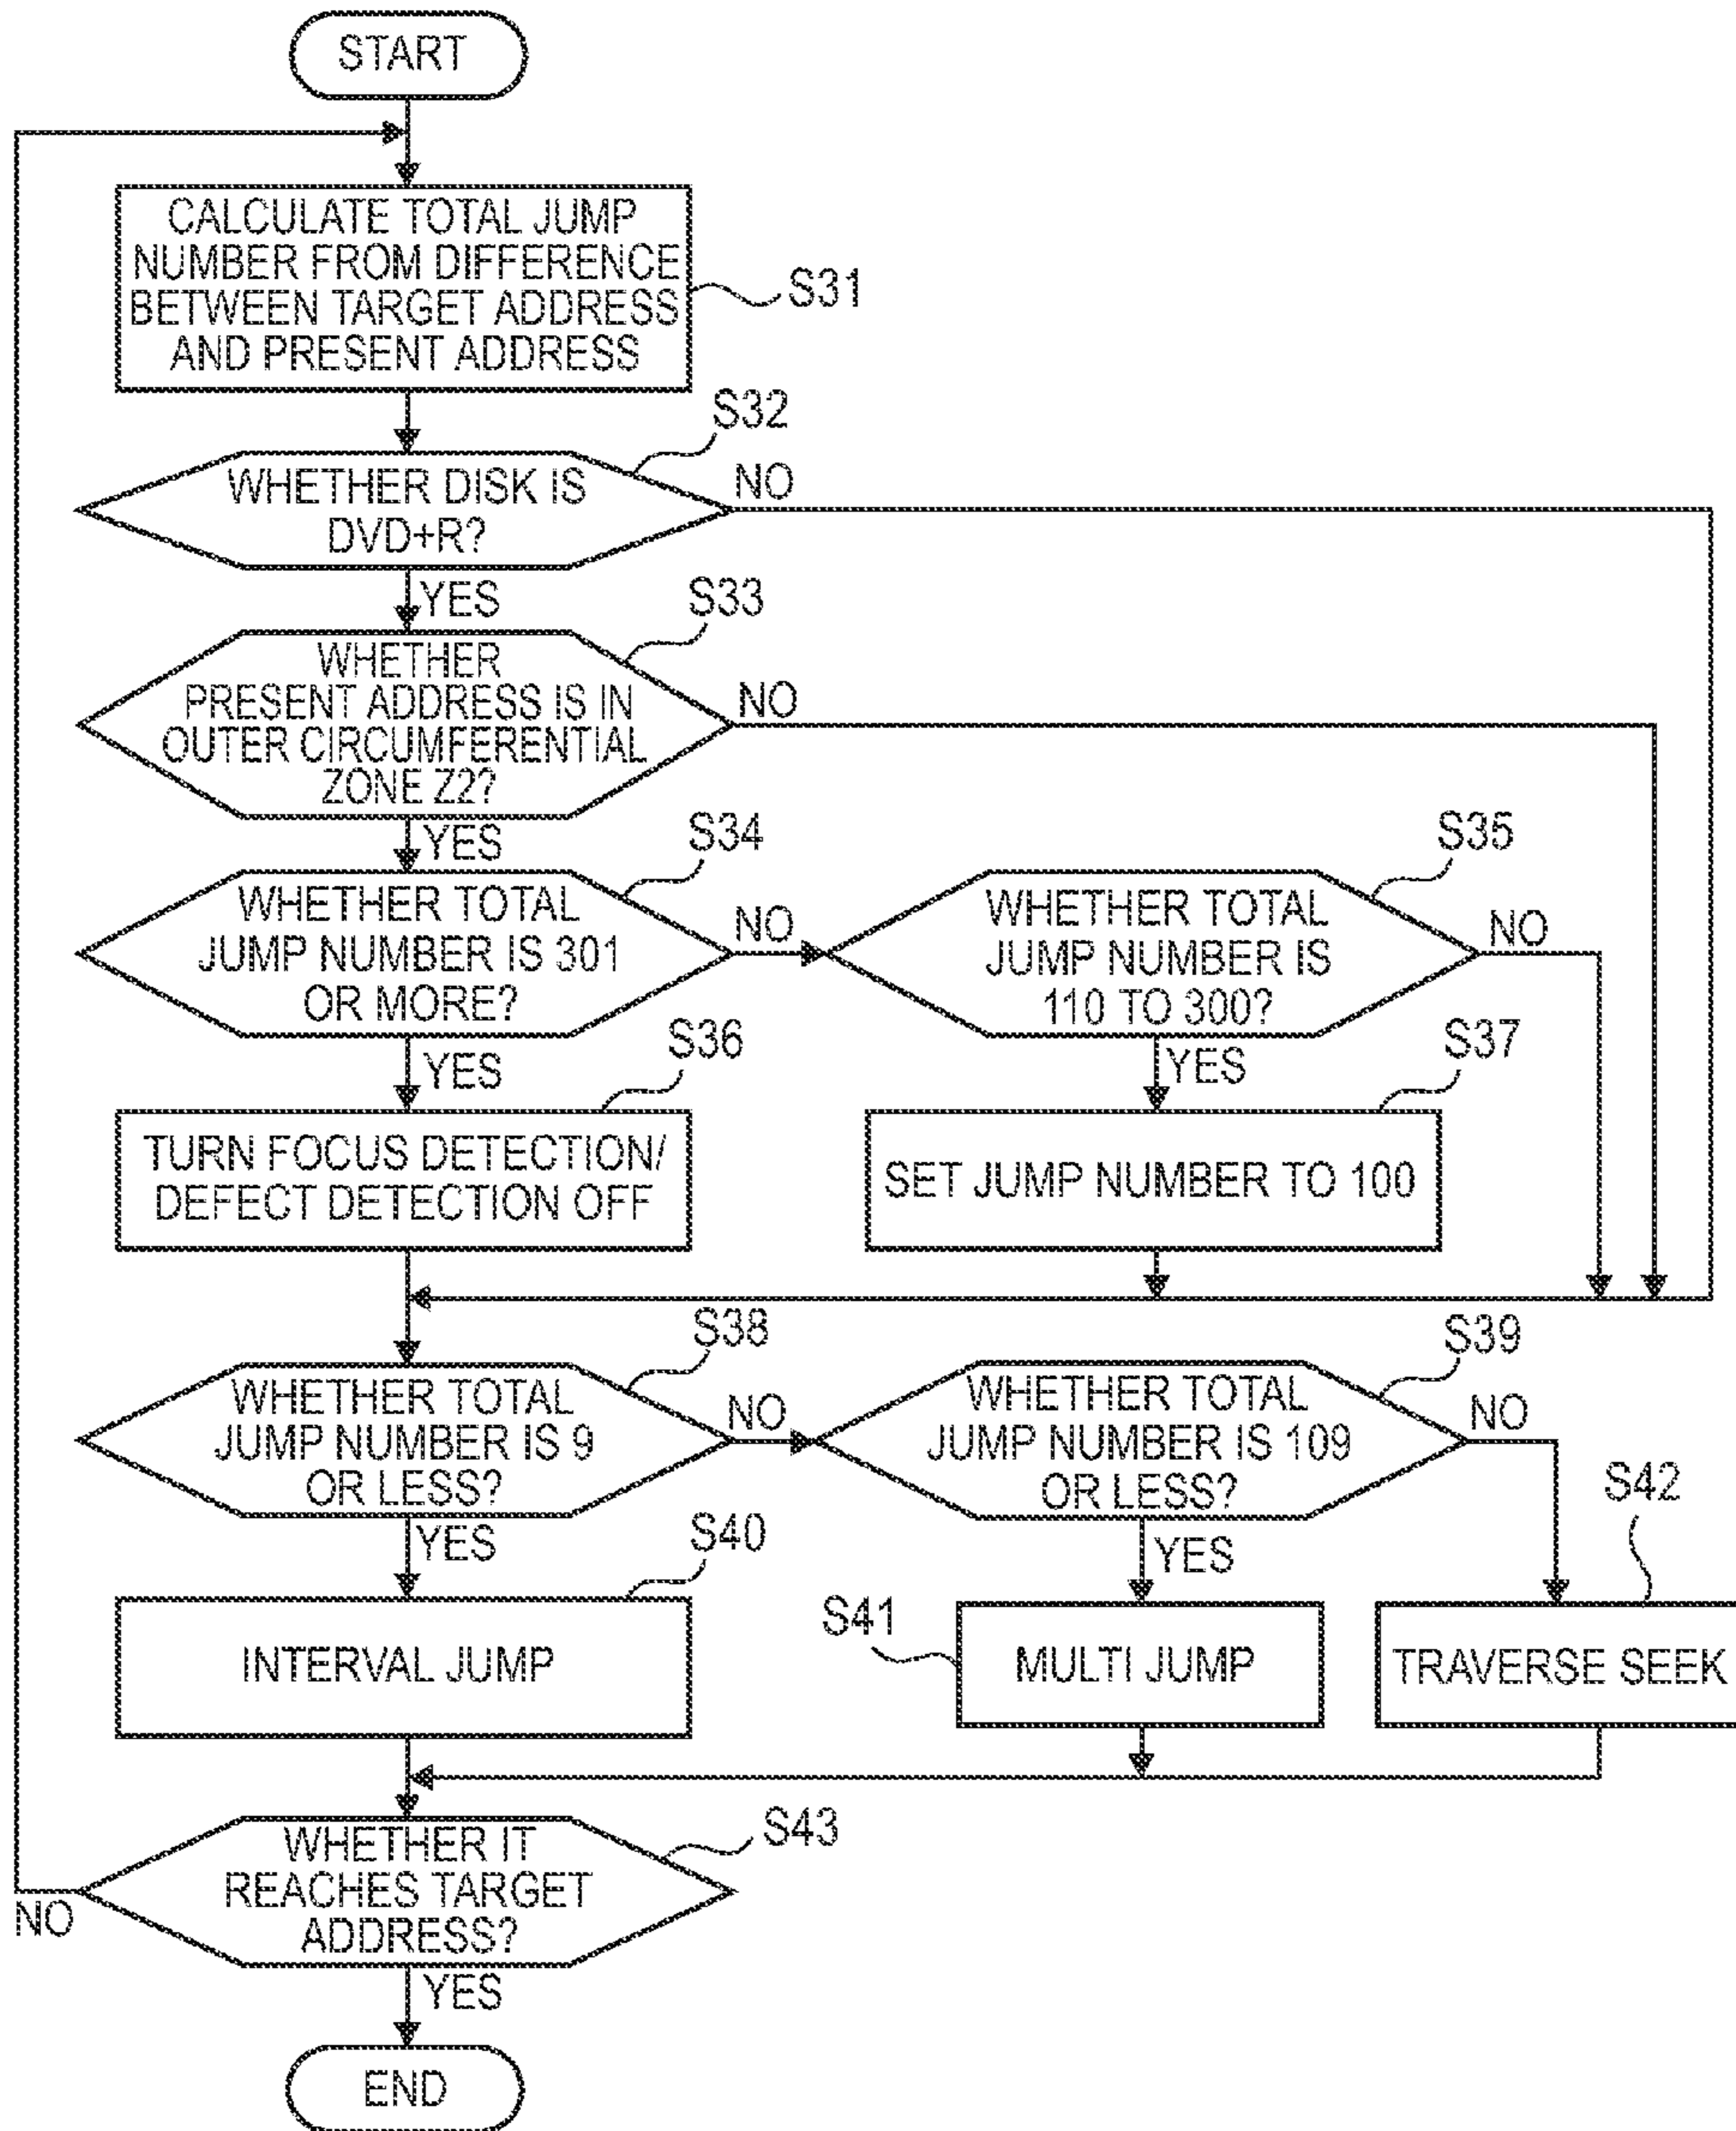 START
CALCULATE TOTAL JUMP
NUMBER FROM DIFFERENCE
BETWEEN TARGET ADDRESS
AND PRESENT ADDRESS
S31
S32
WHETHER DISK IS
DVD+R?
NO
YES
S33
WHETHER
PRESENT ADDRESS IS IN
OUTER CIRCUMFERENTIAL
ZONE Z2?
NO
YES
S34
WHETHER TOTAL
JUMP NUMBER IS 301
OR MORE?
NO
S35
WHETHER TOTAL
JUMP NUMBER IS
110 TO 300?
NO
YES
S36
TURN FOCUS DETECTION/
DEFECT DETECTION OFF
YES
S37
SET JUMP NUMBER TO 100
S38
WHETHER TOTAL
JUMP NUMBER IS 9
OR LESS?
NO
S39
WHETHER TOTAL
JUMP NUMBER IS 109
OR LESS?
NO
YES
S40
INTERVAL JUMP
YES
S41
MULTI JUMP
S42
TRAVERSE SEEK
S43
WHETHER IT
REACHES TARGET
ADDRESS?
NO
YES
END